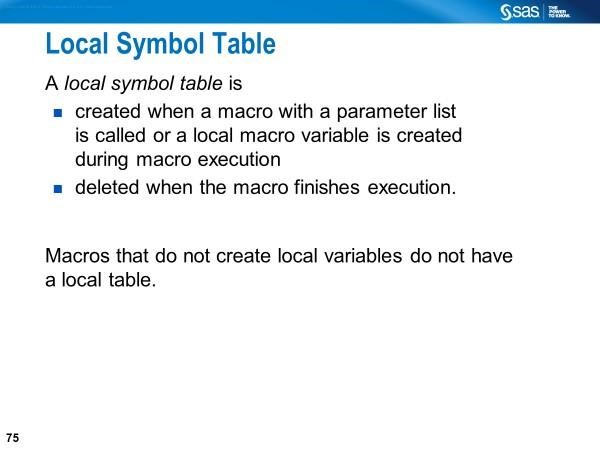 sas
THE
POWER
TO KNOW.
Local Symbol Table
A local symbol table is
created when a macro with a parameter list
is called or a local macro variable is created
during macro execution
deleted when the macro finishes execution.
Macros that do not create local variables do not have
a local table.
75